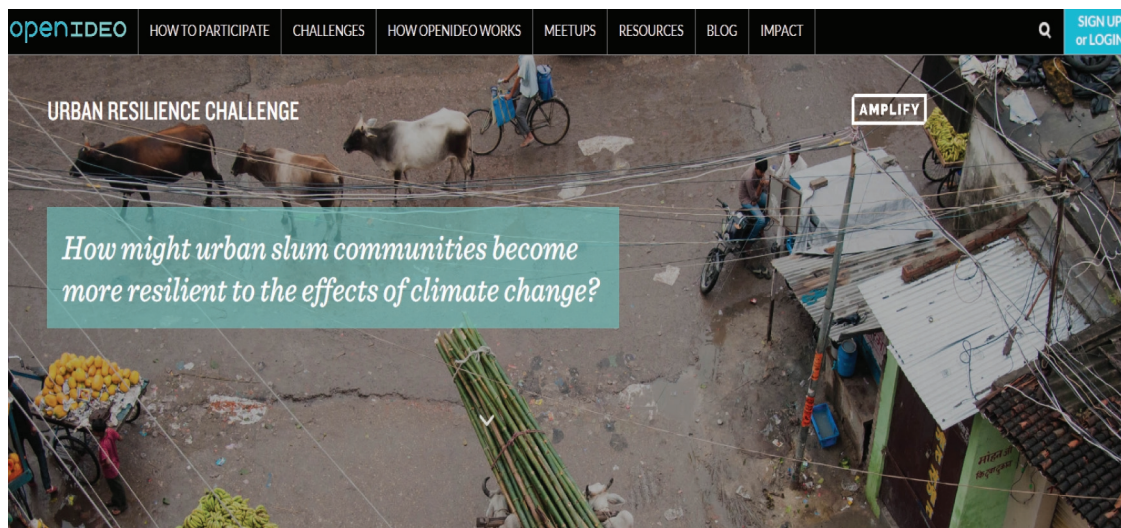 openIDEO
HOW TO PARTICIPATE
CHALLENGES
HOW OPENIDEO WORKS
MEETUPS
RESOURCES
BLOG
IMPACT
SIGN UP
or LOGIN
URBAN RESILIENCE CHALLENGE
AMPLIFY
How might urban slum communities become
more resilient to the effects of climate change?